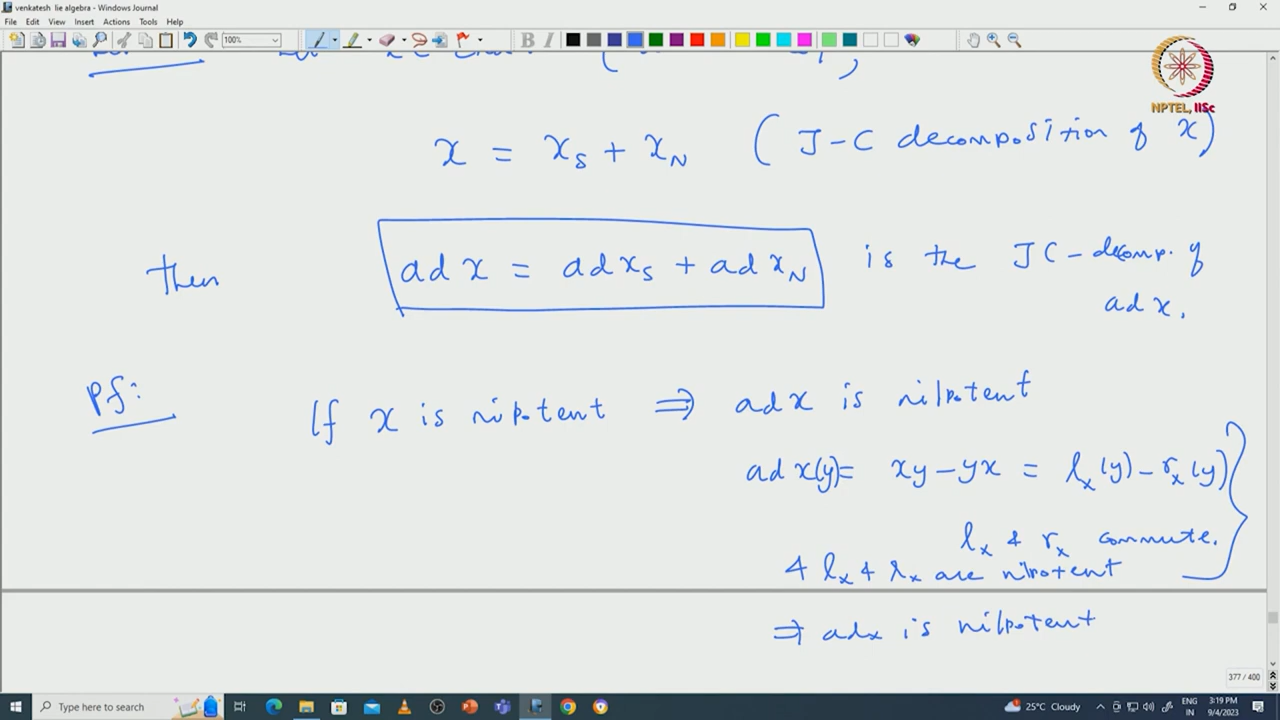 venkatesh lie algebra - Windows Journal
File Edit View Insert Actions Tools Help
100%
B I
NPTEL, IISc
x = x_S + x_N ( J-C decomposition of x )
then ad x = ad x_S + ad x_N is the JC-decomp. of
ad x.
Pf: If x is nilpotent ⇒ ad x is nilpotent
ad x(y) = xy - yx = l_x(y) - r_x(y)
l_x & r_x commute.
& l_x & r_x are nilpotent
⇒ adx is nilpotent
377 / 400
Type here to search
25°C Cloudy
ENG
IN
3:19 PM
9/4/2023